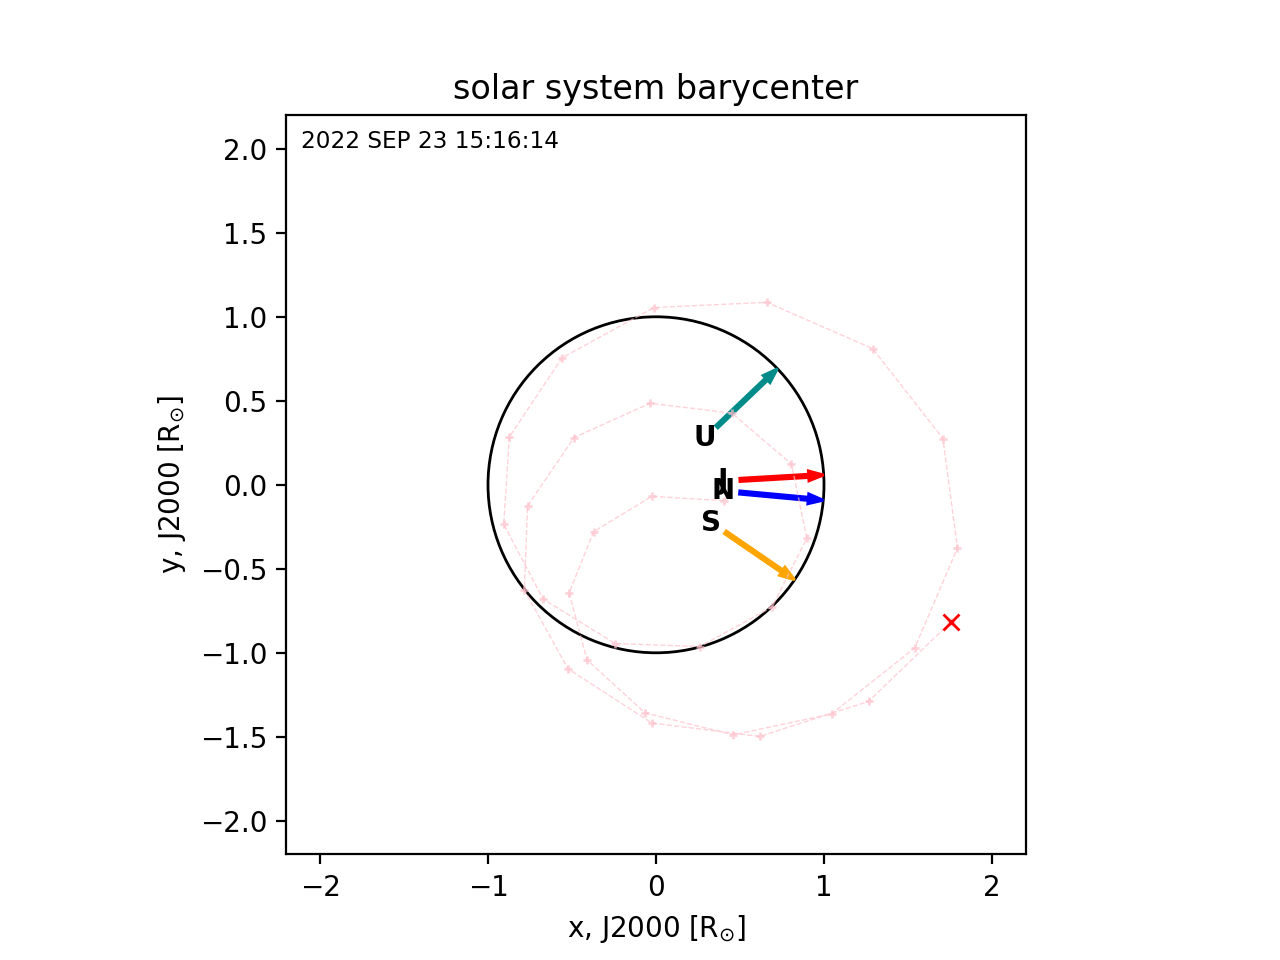 solar system barycenter
2022 SEP 23 15:16:14
2.0
1.5
1.0
0.5
0.0
−0.5
−1.0
−1.5
−2.0
y, J2000 [R☉]
U
J
N
S
−2
−1
0
1
2
x, J2000 [R☉]